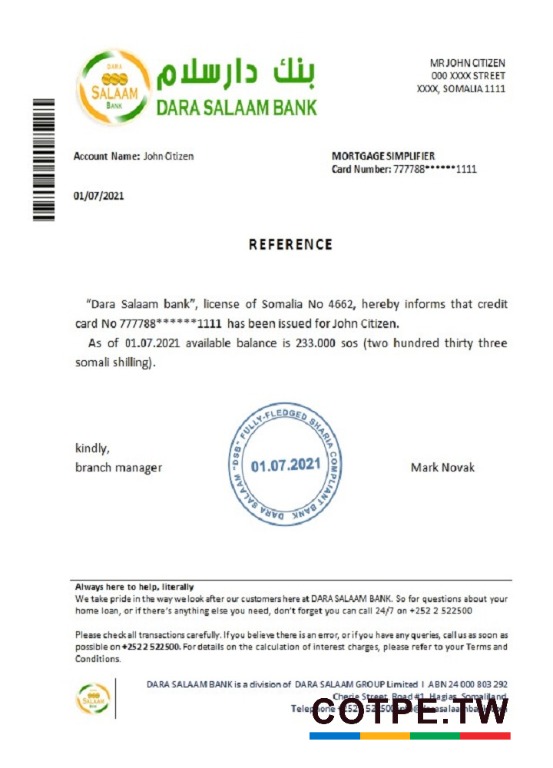 DARA
SALAAM
BANK
بنك دارسلام
DARA SALAAM BANK
MR JOHN CITIZEN
000 XXXX STREET
XXXX, SOMALIA 1111
Account Name: John Citizen
MORTGAGE SIMPLIFIER
Card Number: 777788******1111
01/07/2021
REFERENCE
“Dara Salaam bank”, license of Somalia No 4662, hereby informs that credit
card No 777788******1111 has been issued for John Citizen.
As of 01.07.2021 available balance is 233.000 sos (two hundred thirty three
somali shilling).
kindly,
branch manager
DARA SALAAM "DSB" FULLY-FLEDGED SHARIA COMPLIANT BANK
01.07.2021
Mark Novak
Always here to help, literally
We take pride in the way we look after our customers here at DARA SALAAM BANK. So for questions about your
home loan, or if there's anything else you need, don't forget you can call 24/7 on +252 2 522500
Please check all transactions carefully. If you believe there is an error, or if you have any queries, call us as soon as
possible on +252 2 522500. For details on the calculation of interest charges, please refer to your Terms and
Conditions.
SALAAM
DARA SALAAM BANK is a division of DARA SALAAM GROUP Limited I ABN 24 000 803 292
Cherie Street, Road #1, Hagias, Somaliland,
Telephone
COTPE.TW